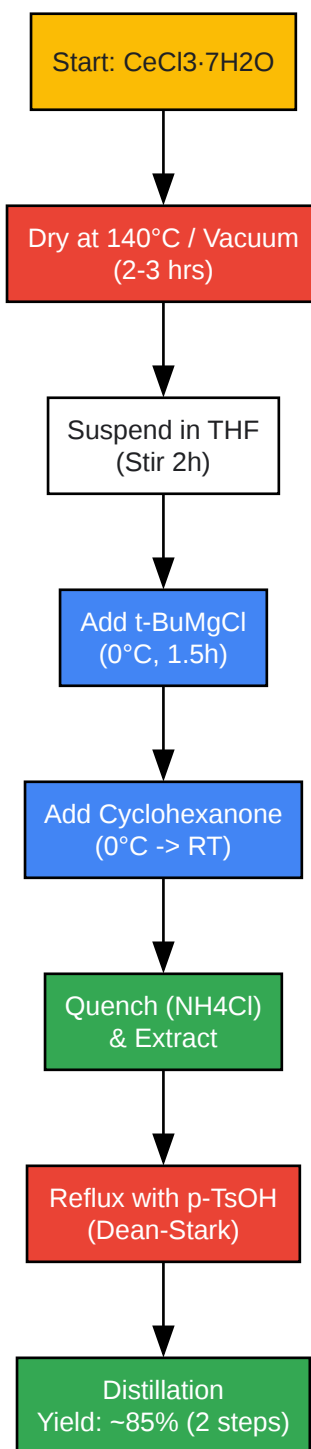 Start: CeCl3·7H2O
Dry at 140°C / Vacuum
(2-3 hrs)
Suspend in THF
(Stir 2h)
Add t-BuMgCl
(0°C, 1.5h)
Add Cyclohexanone
(0°C -> RT)
Quench (NH4Cl)
& Extract
Reflux with p-TsOH
(Dean-Stark)
Distillation
Yield: ~85% (2 steps)